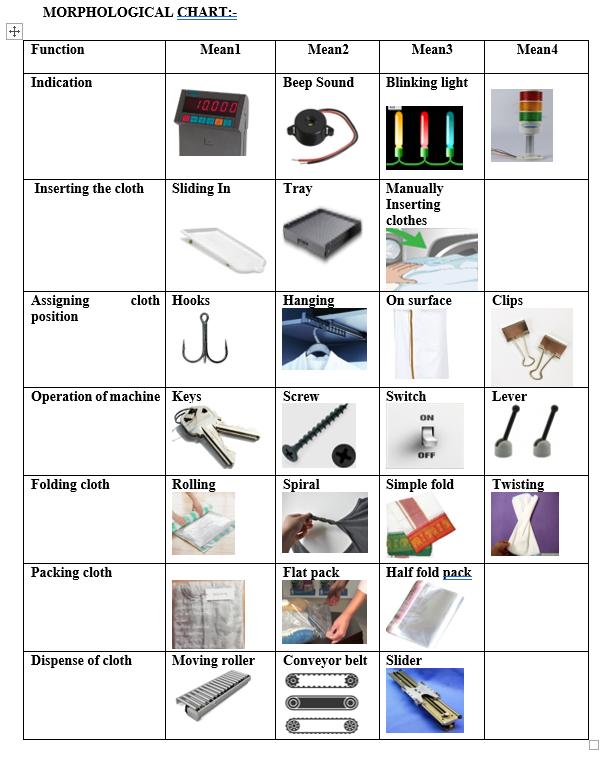 MORPHOLOGICAL CHART:-
Function Mean1 Mean2 Mean3 Mean4
Indication Beep Sound Blinking light
10.000
Inserting the cloth Sliding In Tray Manually
Inserting
clothes
Assigning cloth Hooks Hanging On surface Clips
position
Operation of machine Keys Screw Switch Lever
ON
OFF
Folding cloth Rolling Spiral Simple fold Twisting
Packing cloth Flat pack Half fold pack
Dispense of cloth Moving roller Conveyor belt Slider